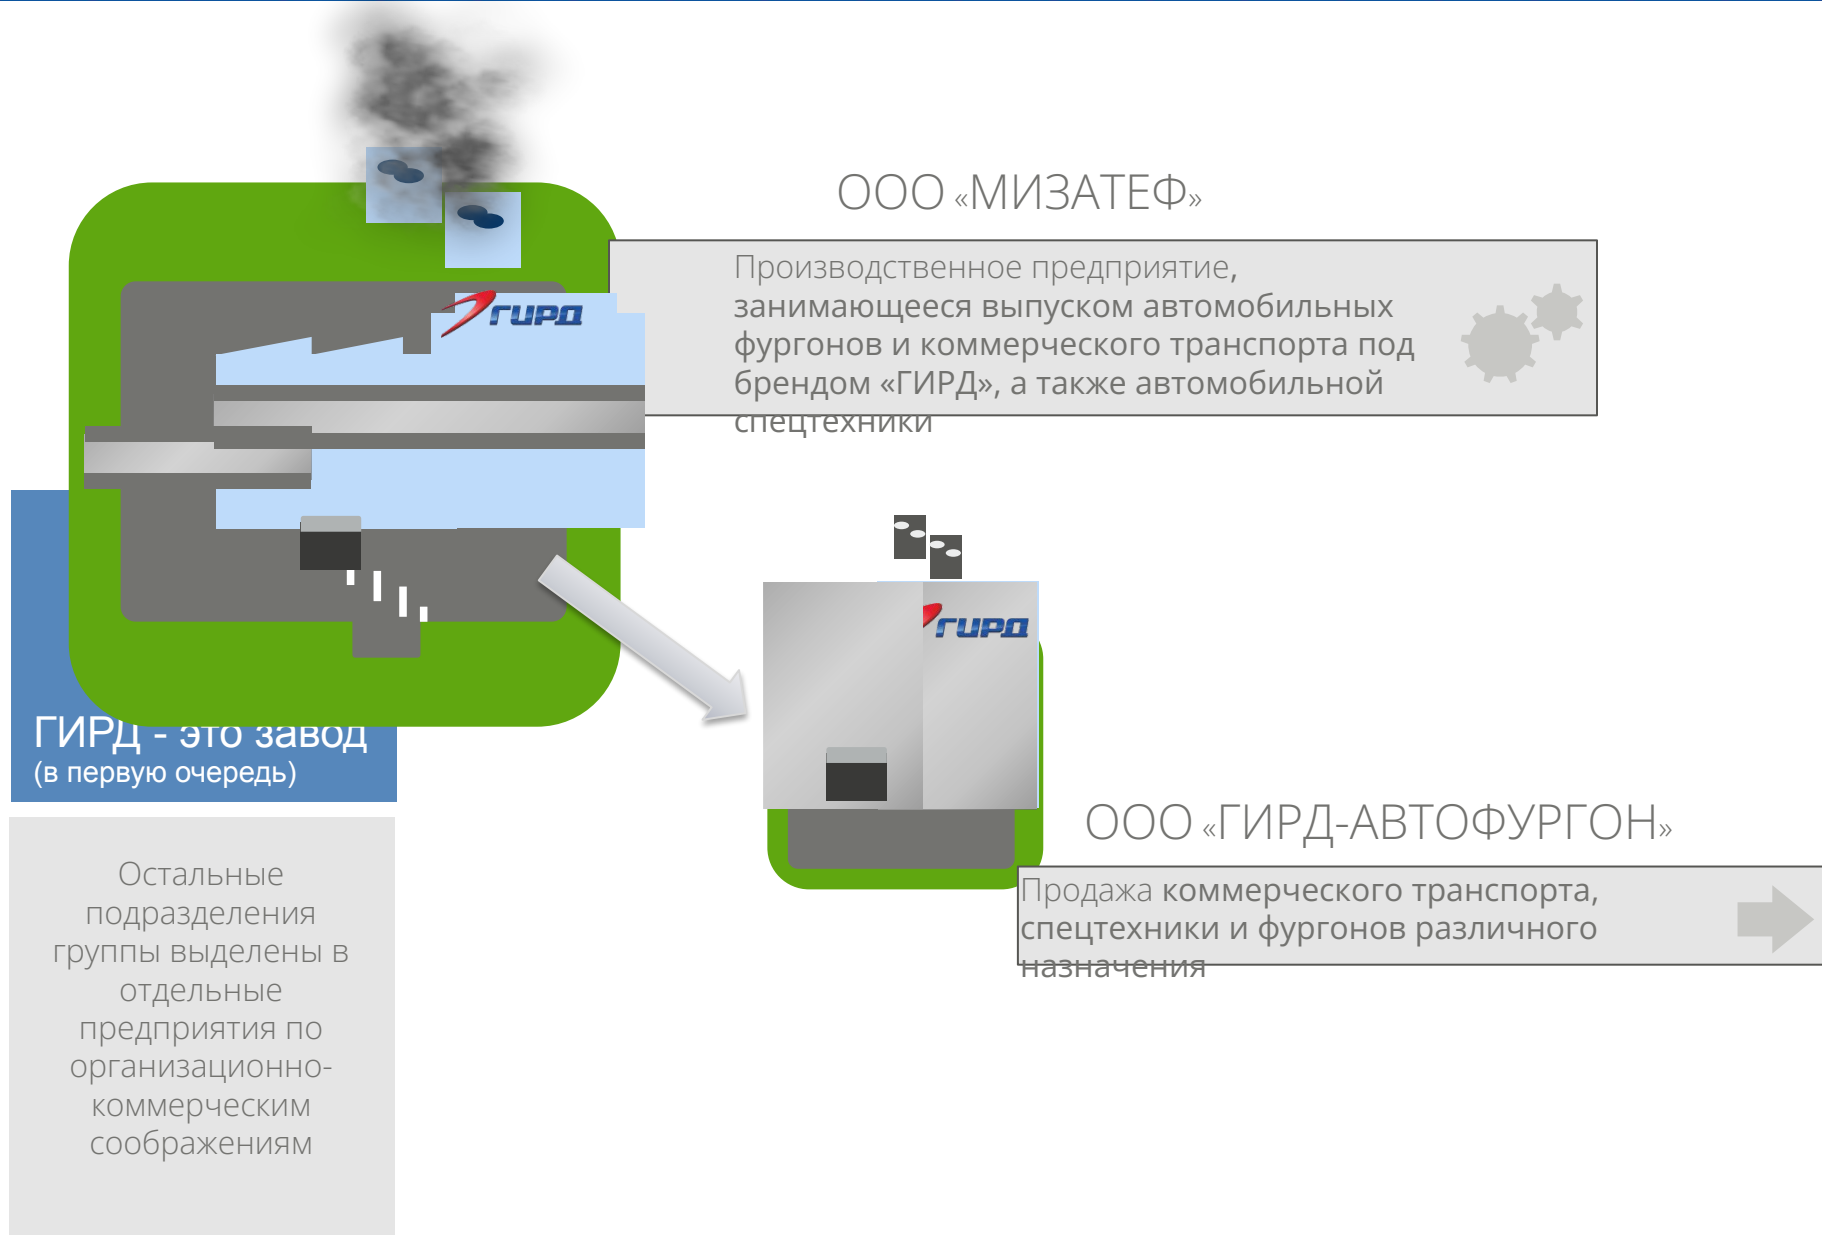 ООО «МИЗАТЕФ»
Производственное предприятие,
занимающееся выпуском автомобильных
фургонов и коммерческого транспорта под
брендом «ГИРД», а также автомобильной
спецтехники
ГИРД
ГИРД - это завод
(в первую очередь)
Остальные
подразделения
группы выделены в
отдельные
предприятия по
организационно-
коммерческим
соображениям
ГИРД
ООО «ГИРД-АВТОФУРГОН»
Продажа коммерческого транспорта,
спецтехники и фургонов различного
назначения